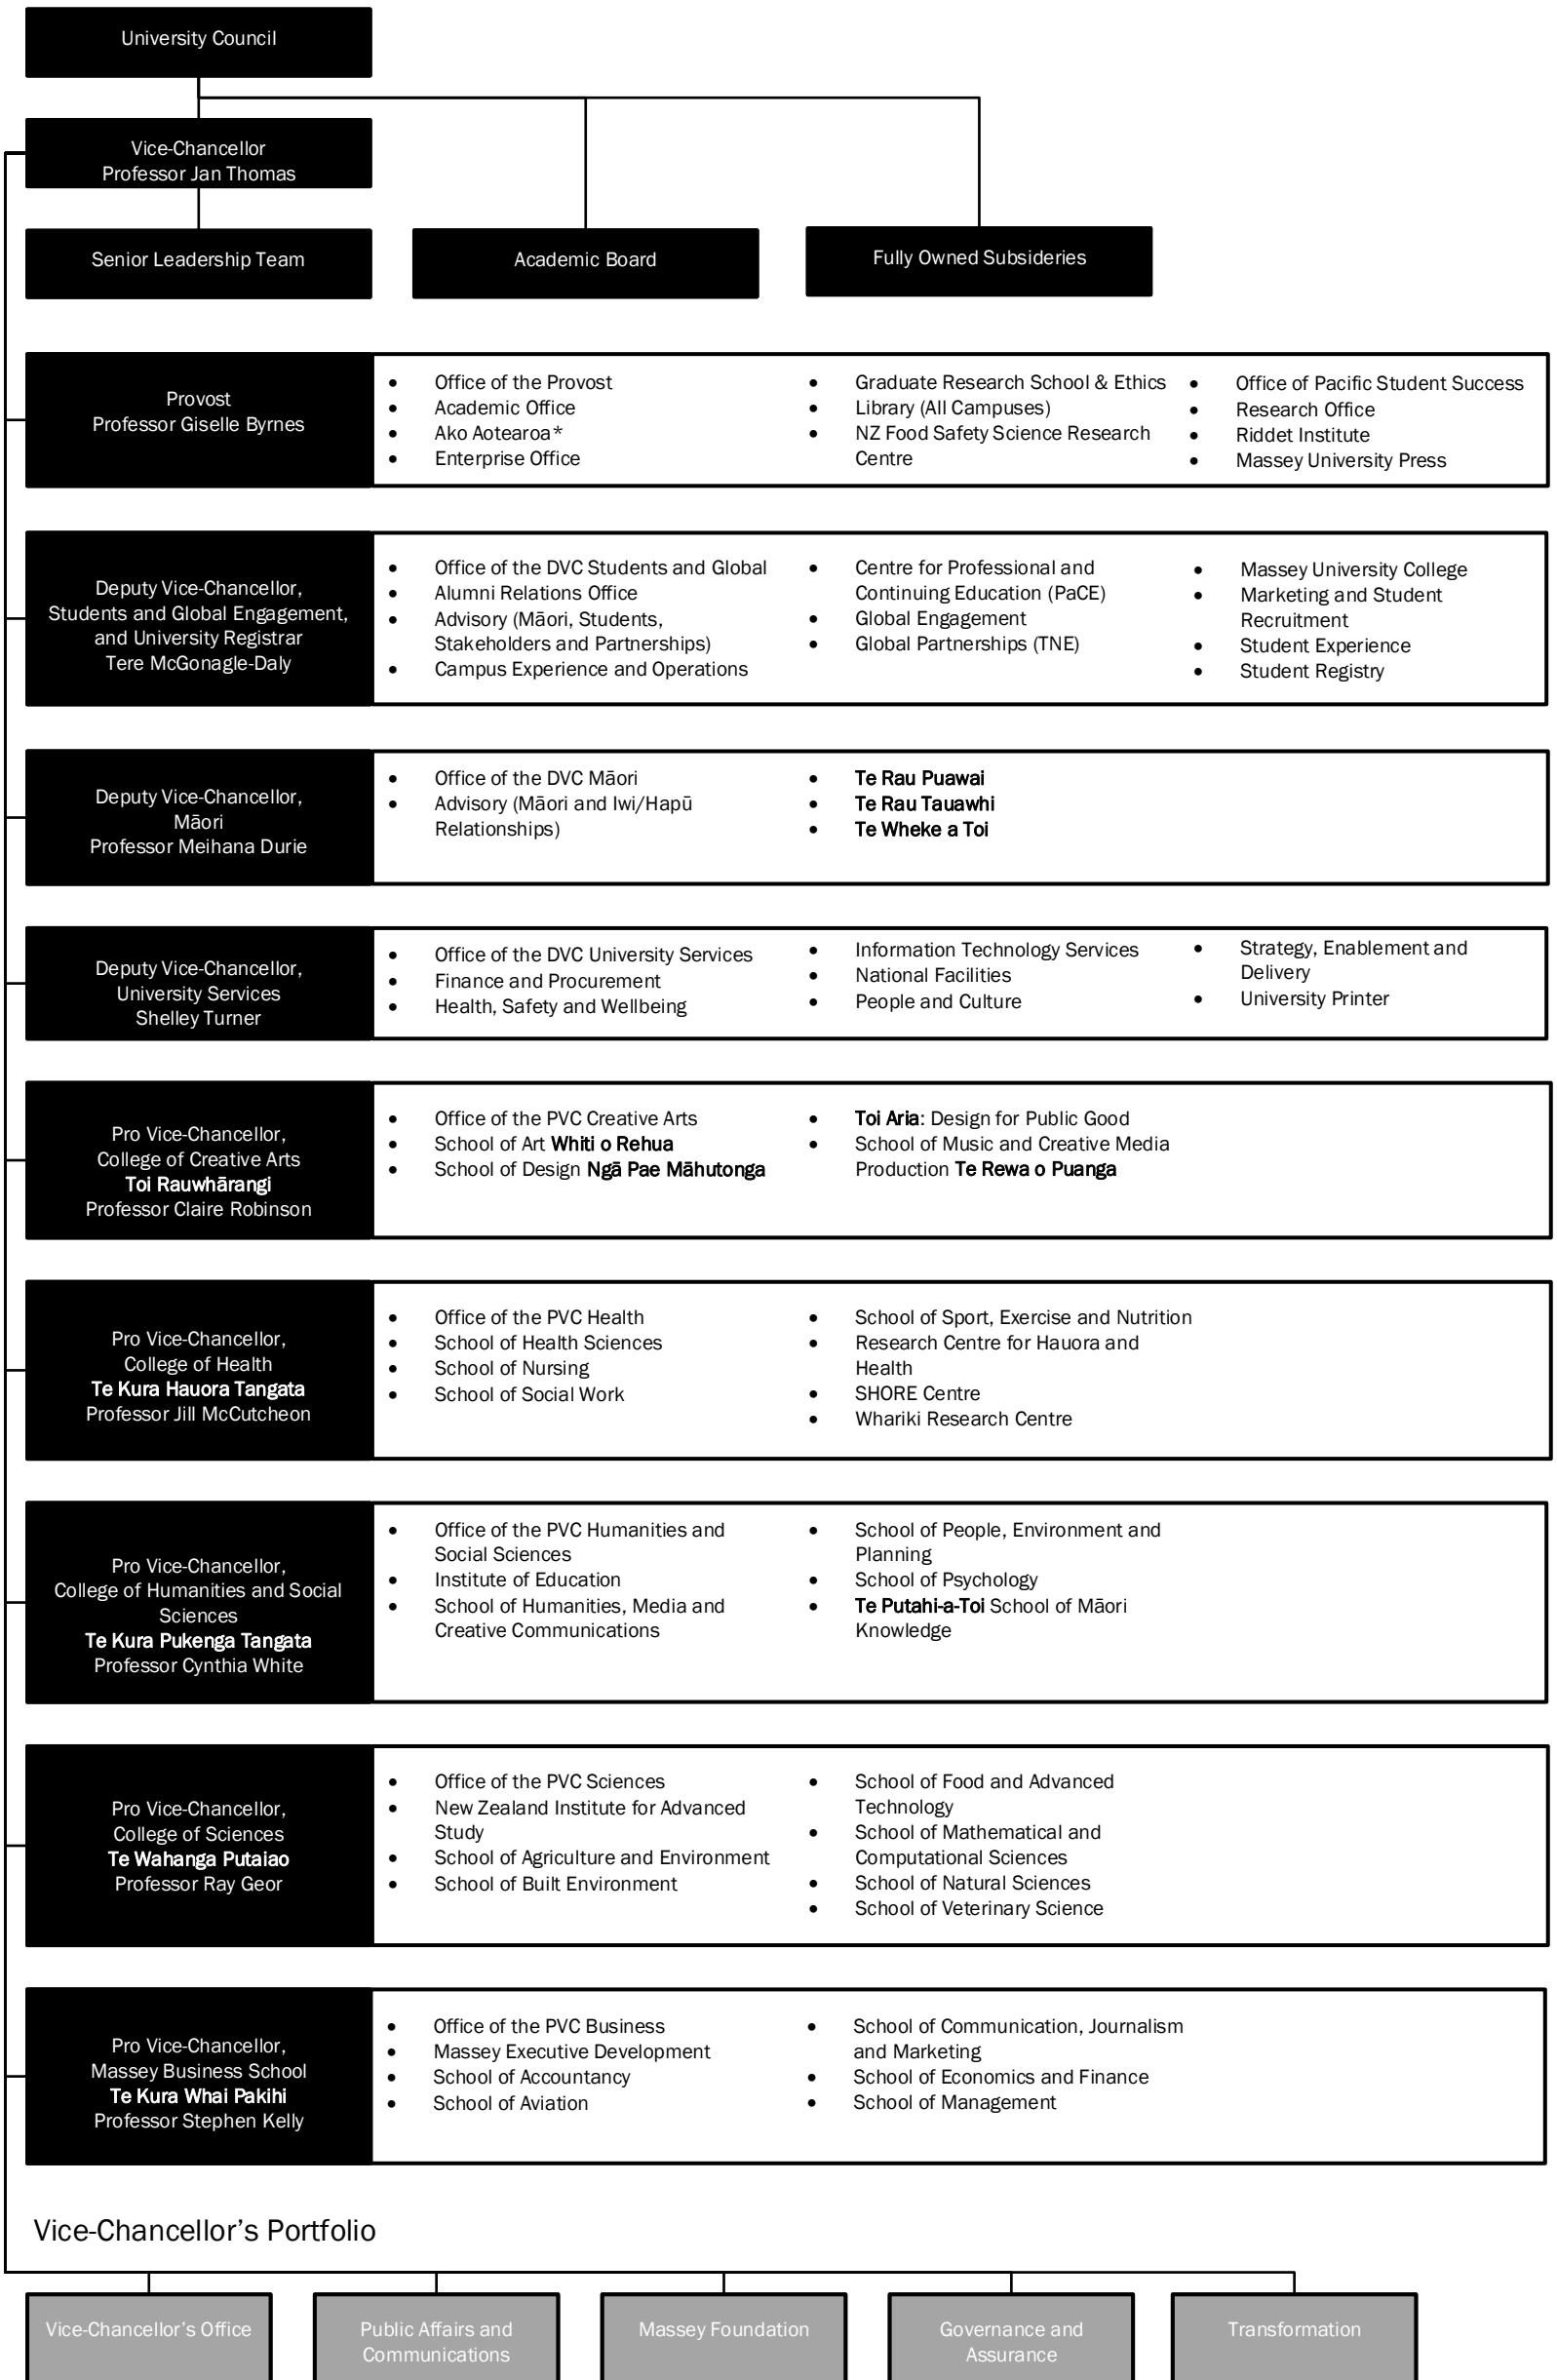 University Council
Vice-Chancellor
Professor Jan Thomas
Senior Leadership Team
Academic Board
Fully Owned Subsideries
Provost
Professor Giselle Byrnes
• Office of the Provost
• Academic Office
• Ako Aotearoa*
• Enterprise Office
• Graduate Research School & Ethics
• Library (All Campuses)
• NZ Food Safety Science Research
Centre
• Office of Pacific Student Success
• Research Office
• Riddet Institute
• Massey University Press
Deputy Vice-Chancellor,
Students and Global Engagement,
and University Registrar
Tere McGonagle-Daly
• Office of the DVC Students and Global
• Alumni Relations Office
• Advisory (Māori, Students,
Stakeholders and Partnerships)
• Campus Experience and Operations
• Centre for Professional and
Continuing Education (PaCE)
• Global Engagement
• Global Partnerships (TNE)
• Massey University College
• Marketing and Student
Recruitment
• Student Experience
• Student Registry
Deputy Vice-Chancellor,
Māori
Professor Meihana Durie
• Office of the DVC Māori
• Advisory (Māori and Iwi/Hapū
Relationships)
• Te Rau Puawai
• Te Rau Tauawhi
• Te Wheke a Toi
Deputy Vice-Chancellor,
University Services
Shelley Turner
• Office of the DVC University Services
• Finance and Procurement
• Health, Safety and Wellbeing
• Information Technology Services
• National Facilities
• People and Culture
• Strategy, Enablement and
Delivery
• University Printer
Pro Vice-Chancellor,
College of Creative Arts
Toi Rauwhārangi
Professor Claire Robinson
• Office of the PVC Creative Arts
• School of Art Whiti o Rehua
• School of Design Ngā Pae Māhutonga
• Toi Aria: Design for Public Good
• School of Music and Creative Media
Production Te Rewa o Puanga
Pro Vice-Chancellor,
College of Health
Te Kura Hauora Tangata
Professor Jill McCutcheon
• Office of the PVC Health
• School of Health Sciences
• School of Nursing
• School of Social Work
• School of Sport, Exercise and Nutrition
• Research Centre for Hauora and
Health
• SHORE Centre
• Whariki Research Centre
Pro Vice-Chancellor,
College of Humanities and Social
Sciences
Te Kura Pukenga Tangata
Professor Cynthia White
• Office of the PVC Humanities and
Social Sciences
• Institute of Education
• School of Humanities, Media and
Creative Communications
• School of People, Environment and
Planning
• School of Psychology
• Te Putahi-a-Toi School of Māori
Knowledge
Pro Vice-Chancellor,
College of Sciences
Te Wahanga Putaiao
Professor Ray Geor
• Office of the PVC Sciences
• New Zealand Institute for Advanced
Study
• School of Agriculture and Environment
• School of Built Environment
• School of Food and Advanced
Technology
• School of Mathematical and
Computational Sciences
• School of Natural Sciences
• School of Veterinary Science
Pro Vice-Chancellor,
Massey Business School
Te Kura Whai Pakihi
Professor Stephen Kelly
• Office of the PVC Business
• Massey Executive Development
• School of Accountancy
• School of Aviation
• School of Communication, Journalism
and Marketing
• School of Economics and Finance
• School of Management
Vice-Chancellor’s Portfolio
Vice-Chancellor’s Office
Public Affairs and
Communications
Massey Foundation
Governance and
Assurance
Transformation